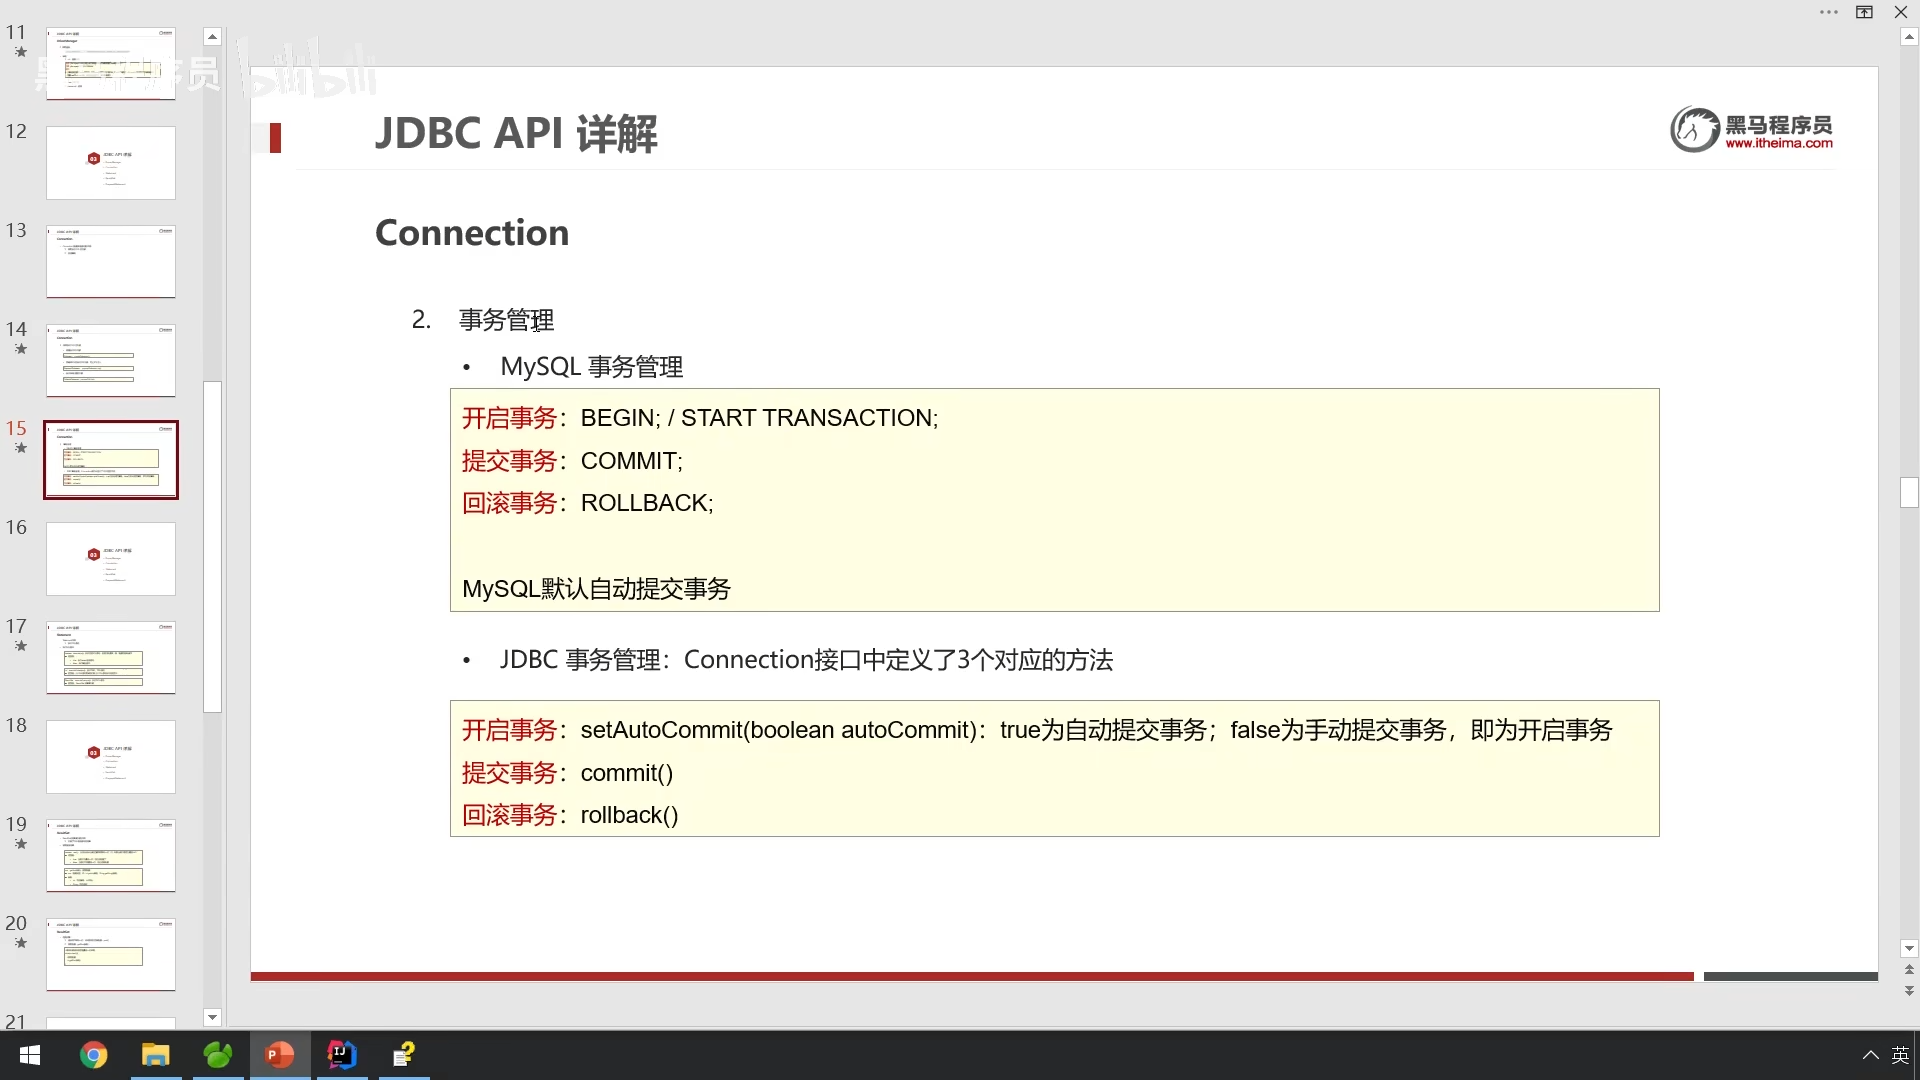 11
12
13
14
15
16
17
18
19
20
21
bilibili
JDBC API 详解
黑马程序员
www.itheima.com
Connection
2. 事务管理
• MySQL 事务管理
开启事务：BEGIN; / START TRANSACTION;
提交事务：COMMIT;
回滚事务：ROLLBACK;
MySQL默认自动提交事务
• JDBC 事务管理：Connection接口中定义了3个对应的方法
开启事务：setAutoCommit(boolean autoCommit)：true为自动提交事务；false为手动提交事务，即为开启事务
提交事务：commit()
回滚事务：rollback()
英